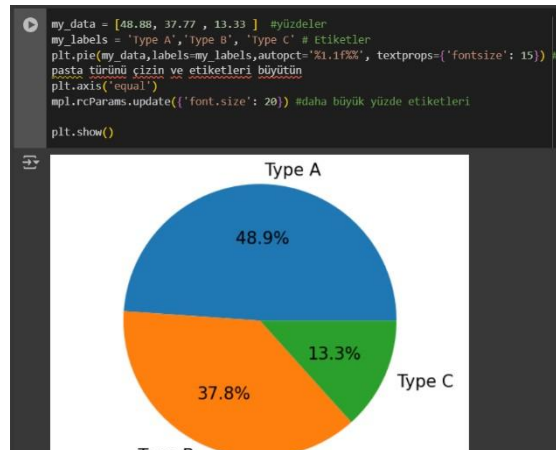 my_data = [48.88, 37.77 , 13.33 ]  #yüzdeler
my_labels = 'Type A','Type B', 'Type C' # Etiketler
plt.pie(my_data,labels=my_labels,autopct='%1.1f%%', textprops={'fontsize': 15}) #
pasta türünü çizin ve etiketleri büyütün
plt.axis('equal')
mpl.rcParams.update({'font.size': 20}) #daha büyük yüzde etiketleri
plt.show()
Type A
48.9%
13.3%
Type C
37.8%